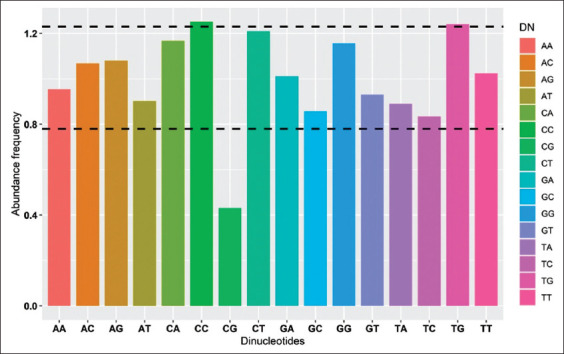 Abundance frequency
1.2
0.8
0.4
0.0
AA AC AG AT CA CC CG CT GA GC GG GT TA TC TG TT
Dinucleotides
DN
AA
AC
AG
AT
CA
CC
CG
CT
GA
GC
GG
GT
TA
TC
TG
TT